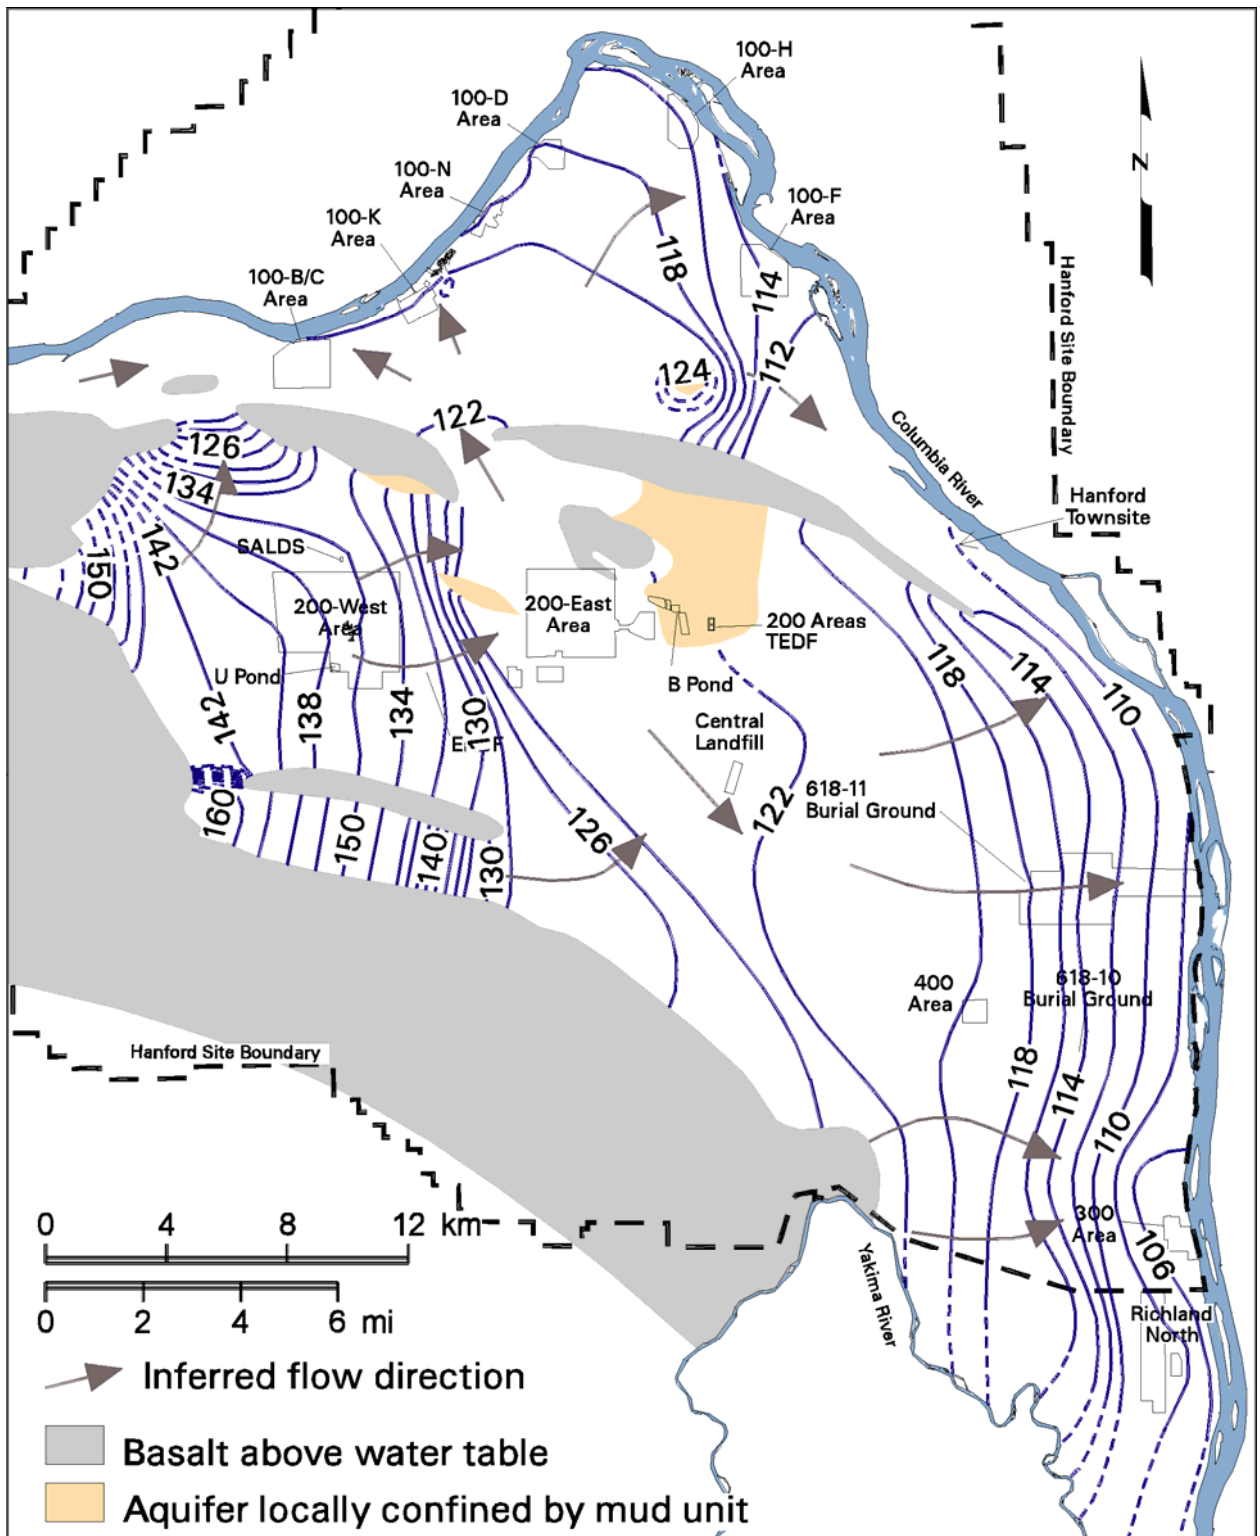 100-H
Area
100-D
Area
100-N
Area
100-K
Area
100-F
Area
100-B/C
Area
N
118
114
Hanford Site Boundary
112
124
122
126
134
142
150
Columbia River
Hanford
Townsite
SALDS
200-West
Area
200-East
Area
200 Areas
TEDF
U Pond
B Pond
142
138
134
130
118
114
110
Central
Landfill
160
150
140
130
126
122
618-11
Burial Ground
400
Area
618-10
Burial Ground
Hanford Site Boundary
118
114
110
0 4 8 12 km
0 2 4 6 mi
300
Area
106
Yakima River
Richland
North
Inferred flow direction
Basalt above water table
Aquifer locally confined by mud unit